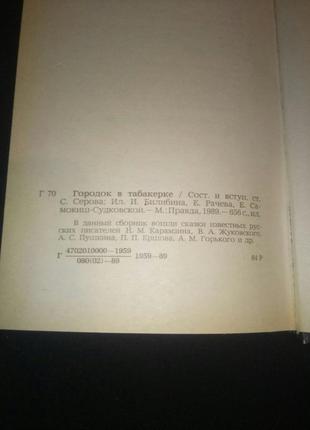 Г 70 Городок в табакерке / Сост. и вступ. ст.
С. Серова; Ил. И. Билибина, Е. Рачева, Е. Са-
мокиш-Судковской.— М.: Правда, 1989.— 656 с., ил.
В данный сборник вошли сказки известных рус-
ских писателей Н. М. Карамзина, В. А. Жуковского,
А. С. Пушкина, П. П. Ершова, А. М. Горького и др.
4702010000—1959
Г 1959—89
080(02)—89
84 Р